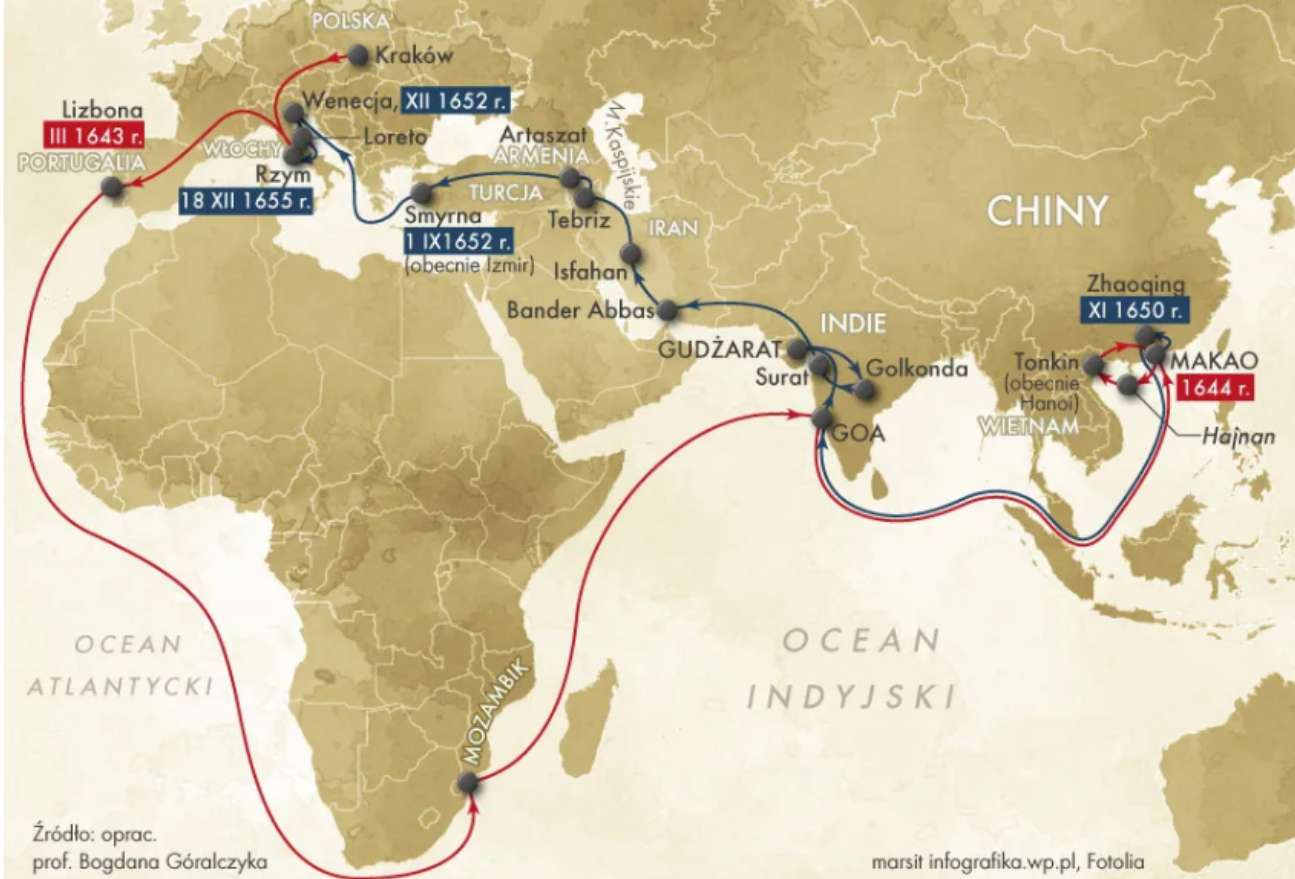 POLSKA
Kraków
Wenecja, XII 1652 r.
Lizbona
III 1643 r.
PORTUGALIA
Loreto
WŁOCHY
Rzym
18 XII 1655 r.
Artaszat
ARMENIA
M. Kaspijskie
TURCJA
Smyrna
1 IX1652 r.
(obecnie Izmir)
Tebriz
IRAN
Isfahan
Bander Abbas
CHINY
Zhaoqing
XI 1650 r.
INDIE
GUDŻARAT
Surat
Golkonda
GOA
Tonkin
(obecnie
Hanoi)
WIETNAM
MAKAO
1644 r.
Hajnan
OCEAN
ATLANTYCKI
OCEAN
INDYJSKI
MOZAMBIK
Źródło: oprac.
prof. Bogdana Góralczyka
marsit infografika.wp.pl, Fotolia